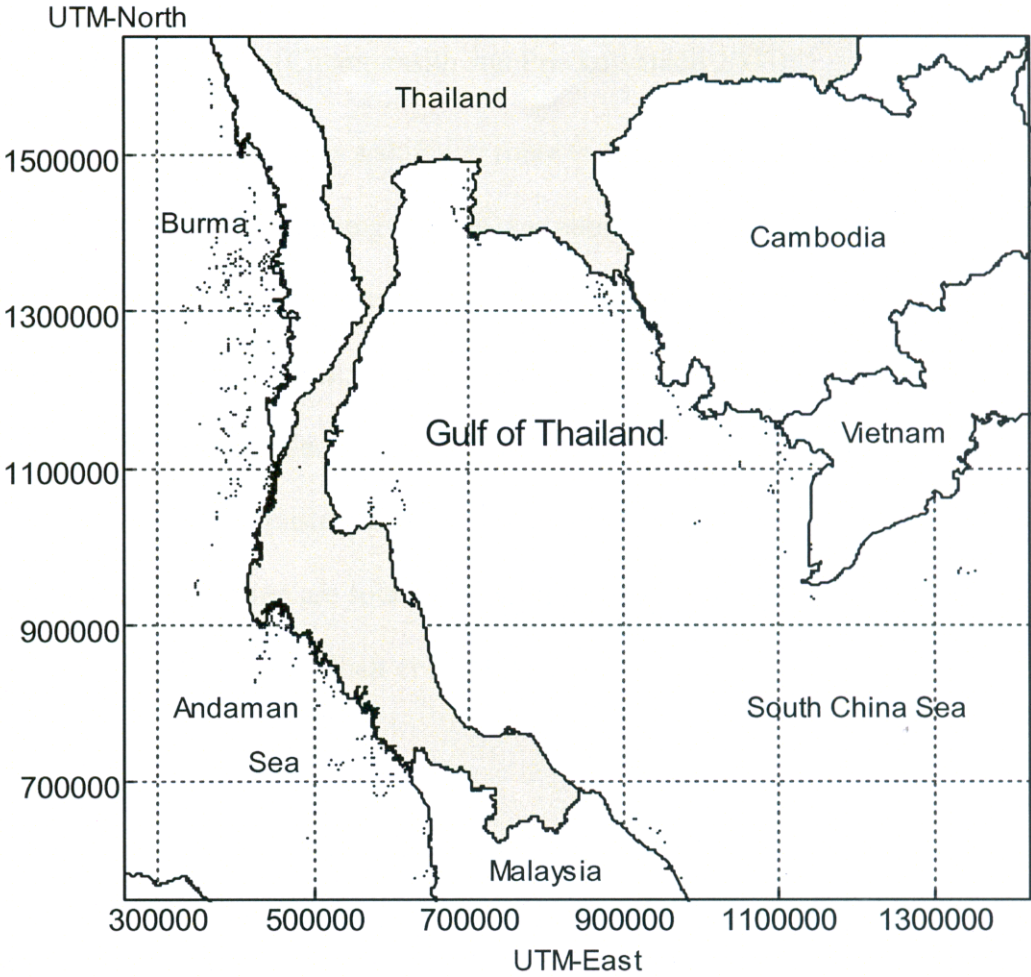 UTM-North
Thailand
1500000
Burma
Cambodia
1300000
Gulf of Thailand
Vietnam
1100000
900000
Andaman
Sea
South China Sea
700000
Malaysia
300000 500000 700000 900000 1100000 1300000
UTM-East